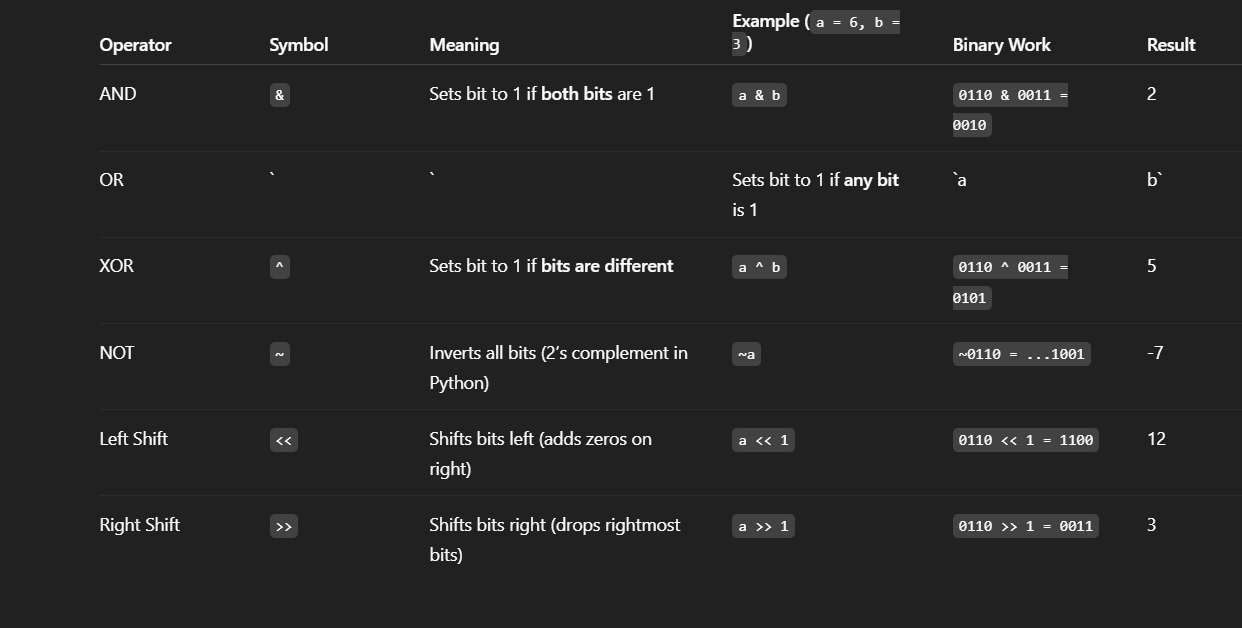 Example (a = 6, b =
Operator Symbol Meaning 3) Binary Work Result
AND & Sets bit to 1 if both bits are 1 a & b 0110 & 0011 = 2
0010
OR ` ` Sets bit to 1 if any bit `a b`
is 1
XOR ^ Sets bit to 1 if bits are different a ^ b 0110 ^ 0011 = 5
0101
NOT ~ Inverts all bits (2’s complement in ~a ~0110 = ...1001 -7
Python)
Left Shift << Shifts bits left (adds zeros on a << 1 0110 << 1 = 1100 12
right)
Right Shift >> Shifts bits right (drops rightmost a >> 1 0110 >> 1 = 0011 3
bits)